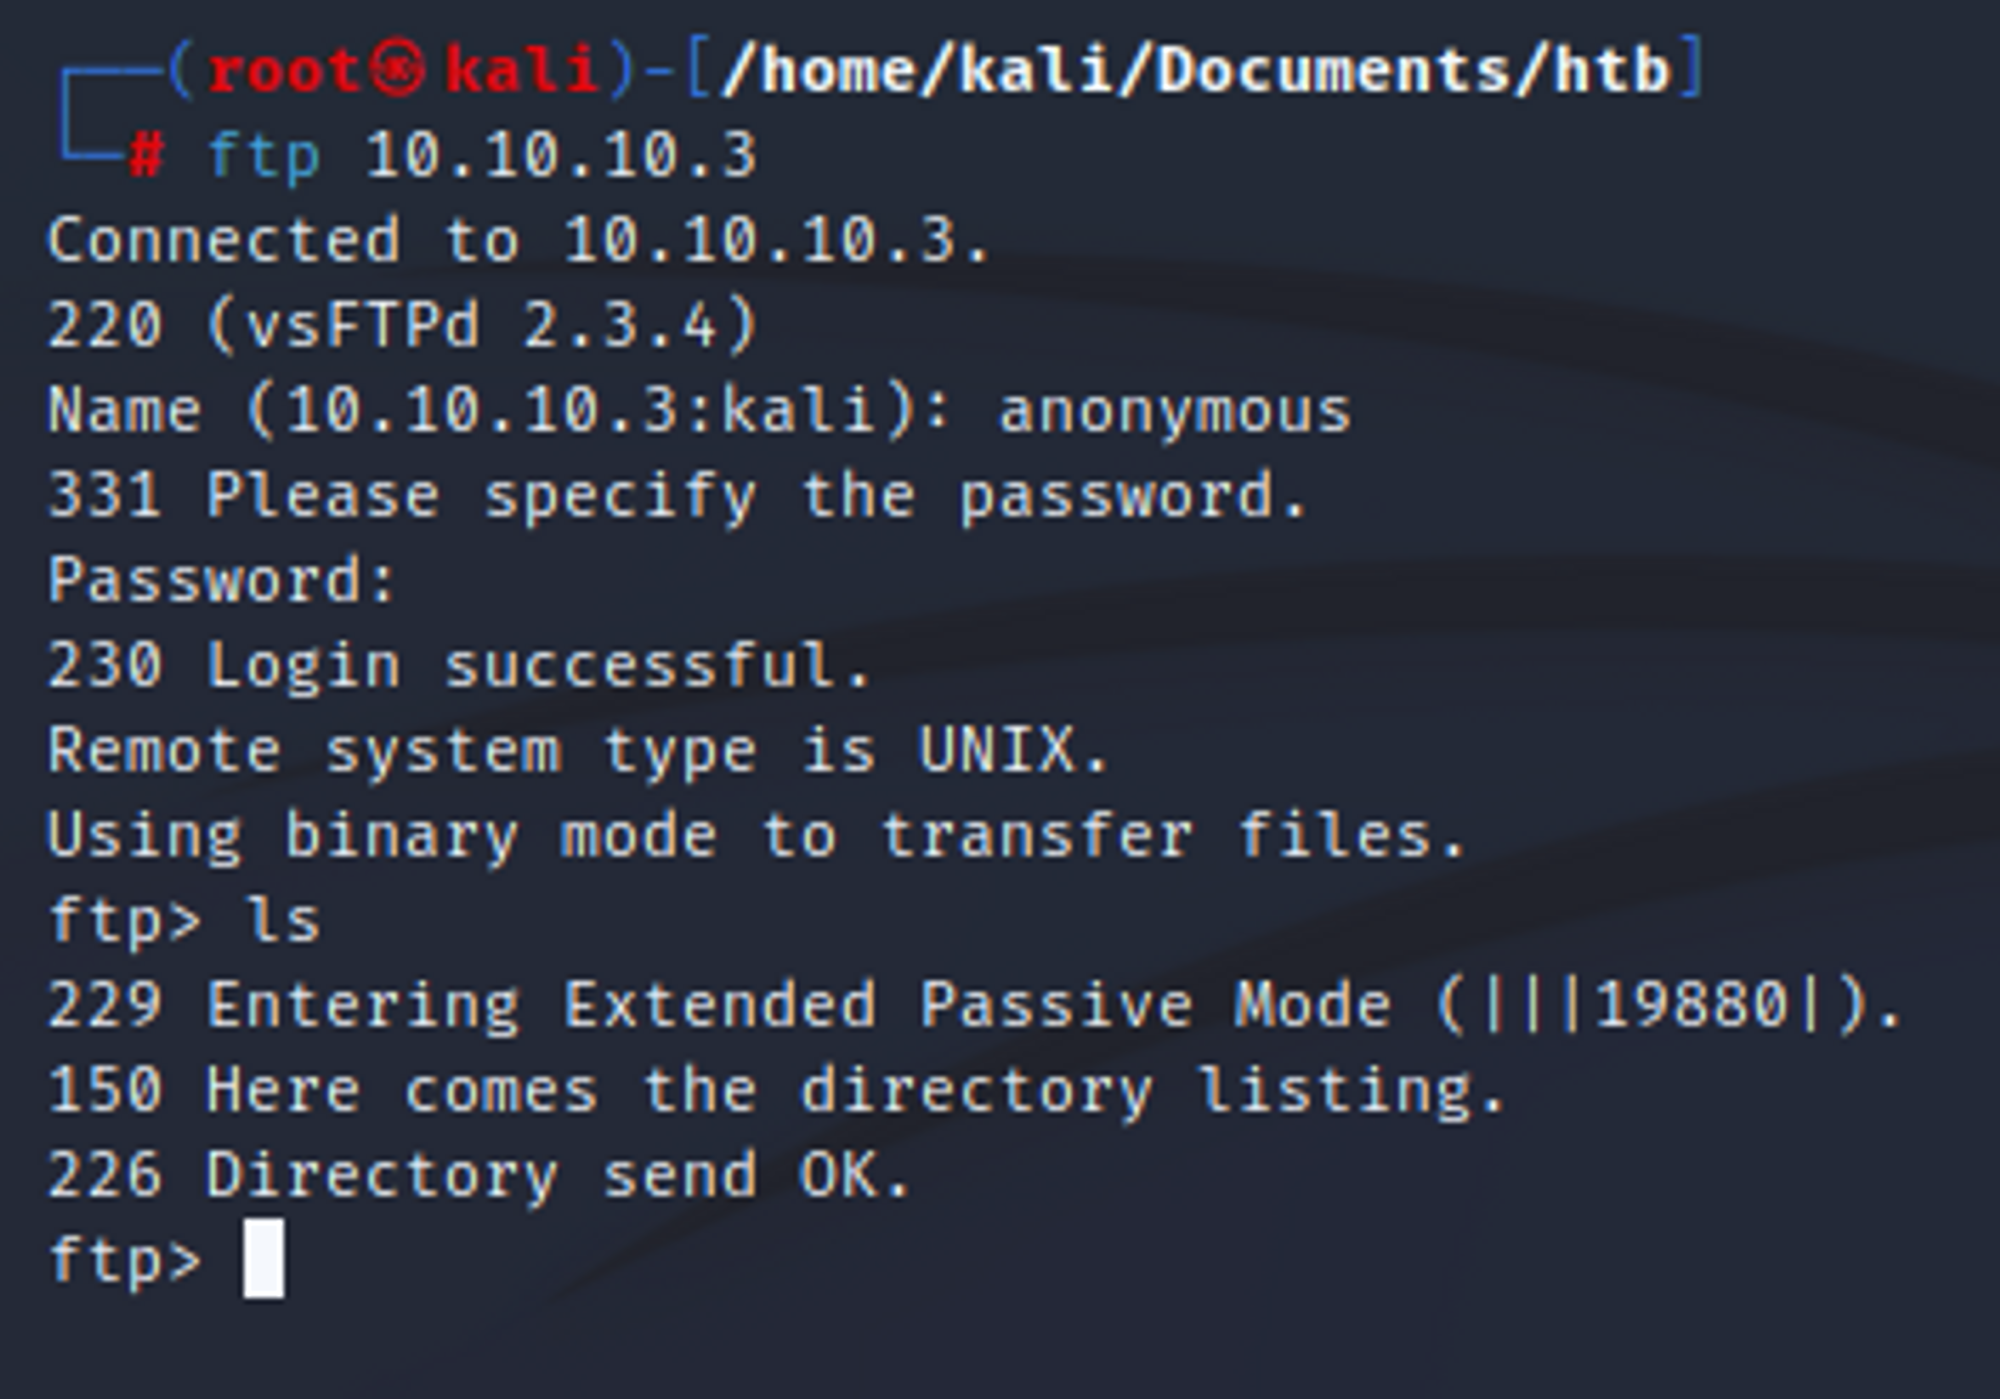 ┌──(root㉿kali)-[/home/kali/Documents/htb]
└─# ftp 10.10.10.3
Connected to 10.10.10.3.
220 (vsFTPd 2.3.4)
Name (10.10.10.3:kali): anonymous
331 Please specify the password.
Password:
230 Login successful.
Remote system type is UNIX.
Using binary mode to transfer files.
ftp> ls
229 Entering Extended Passive Mode (|||19880|).
150 Here comes the directory listing.
226 Directory send OK.
ftp>